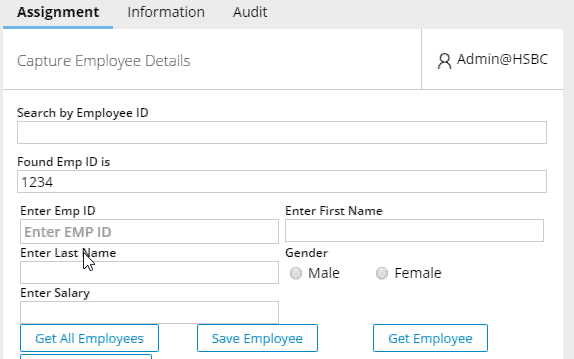 Assignment Information Audit
Capture Employee Details
Admin@HSBC
Search by Employee ID
Found Emp ID is
1234
Enter Emp ID Enter First Name
Enter EMP ID
Enter Last Name Gender
Male Female
Enter Salary
Get All Employees Save Employee Get Employee